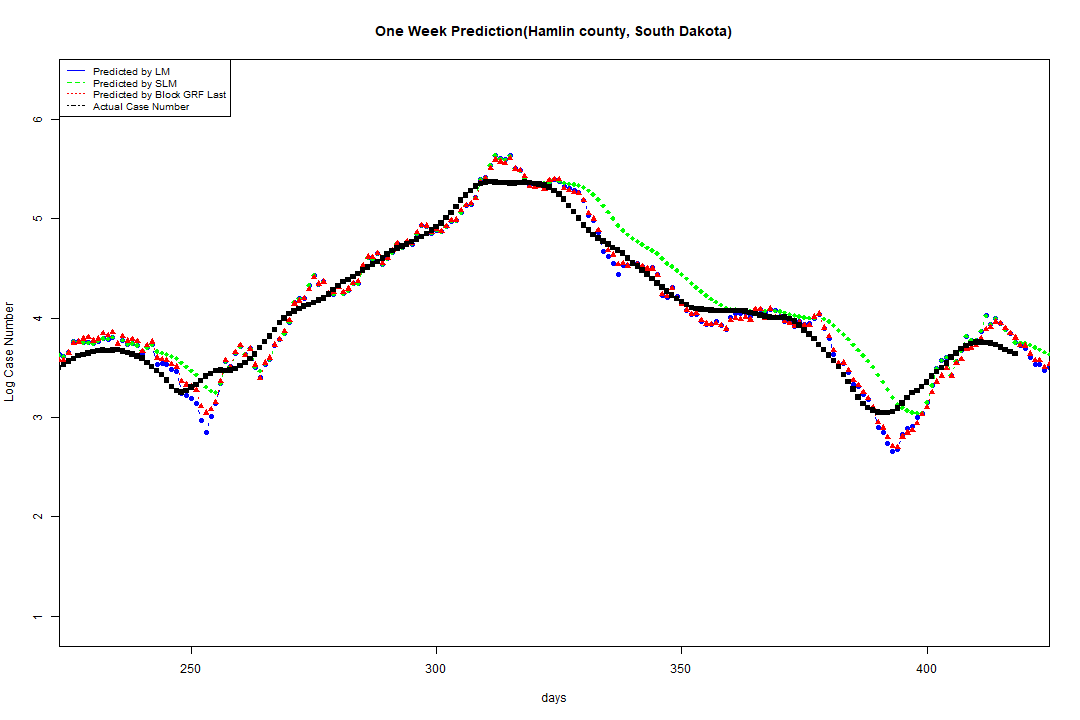 One Week Prediction(Hamlin county, South Dakota)
Predicted by LM
Predicted by SLM
Predicted by Block GRF Last
Actual Case Number
6
5
4
3
2
1
Log Case Number
250 300 350 400
days